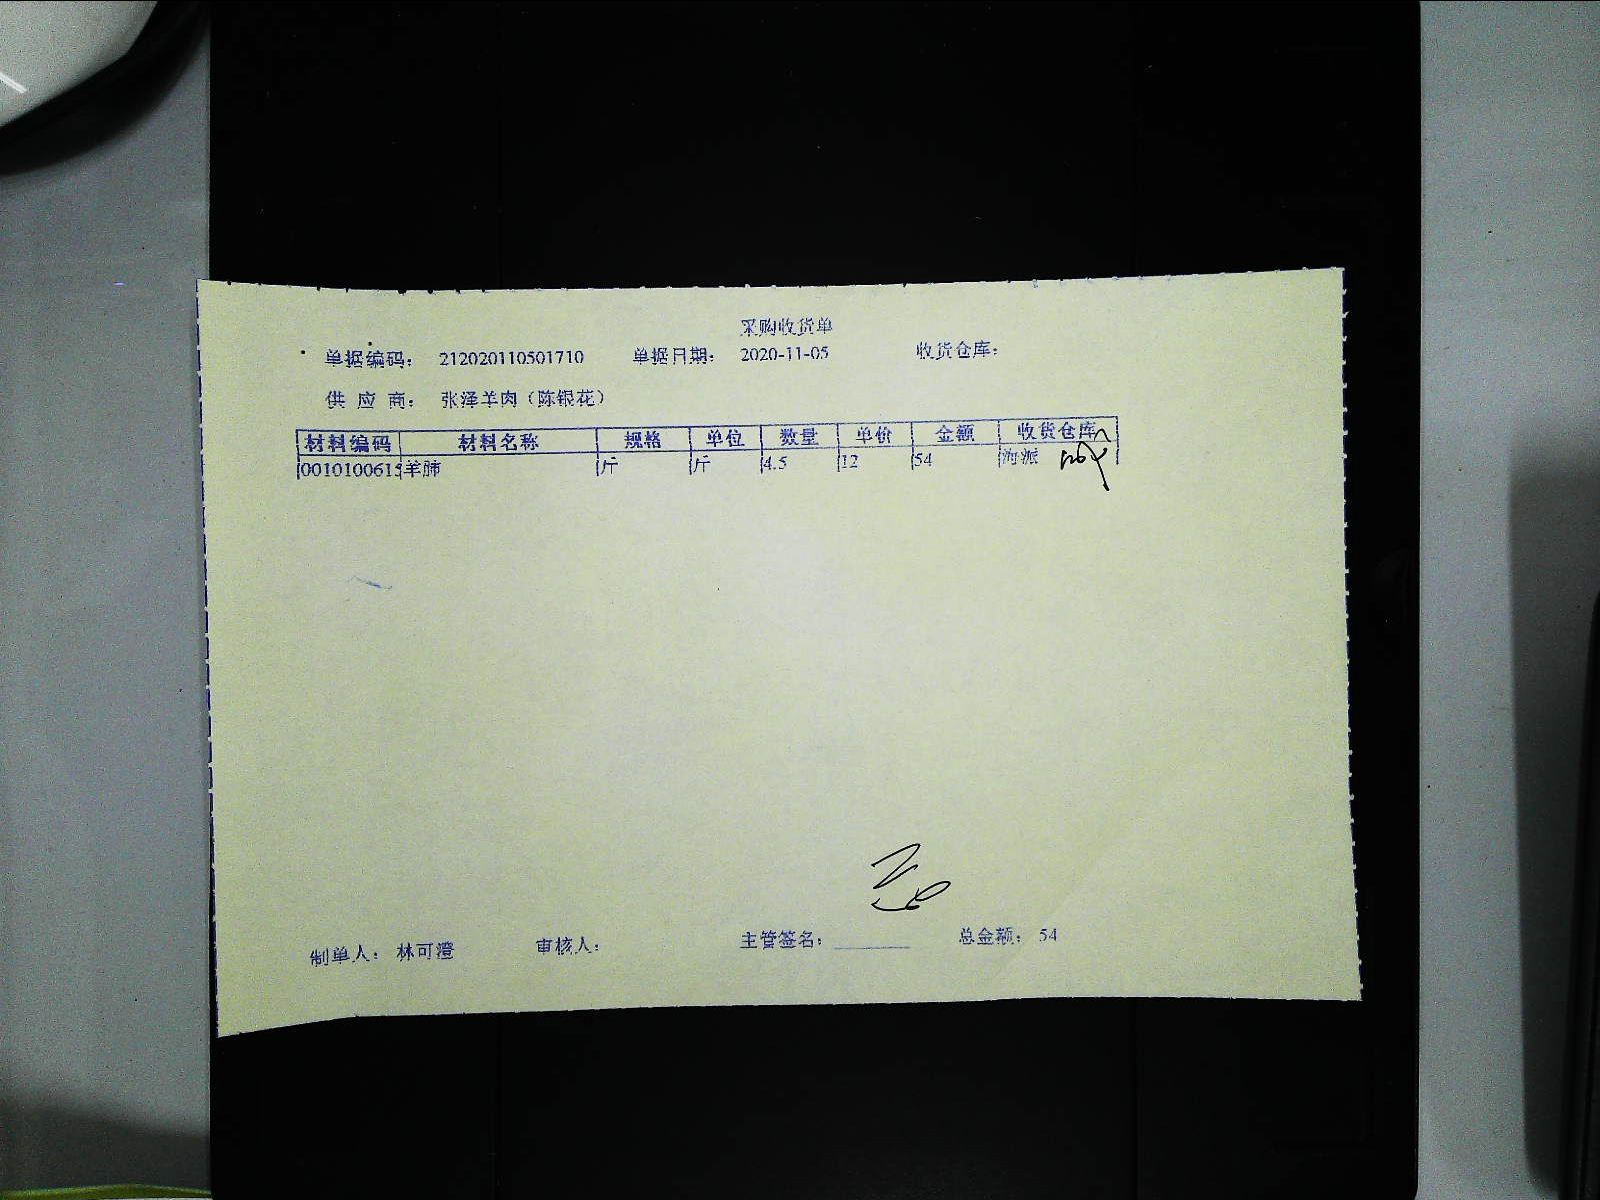 采购收货单
单据编码： 212020110501710 单据日期： 2020-11-05 收货仓库：
供 应 商： 张泽羊肉（陈银花）
材料编码 材料名称 规格 单位 数量 单价 金额 收货仓库
0010100615 羊肺 斤 斤 4.5 12 54 海派
制单人： 林可澄 审核人： 主管签名： 总金额： 54